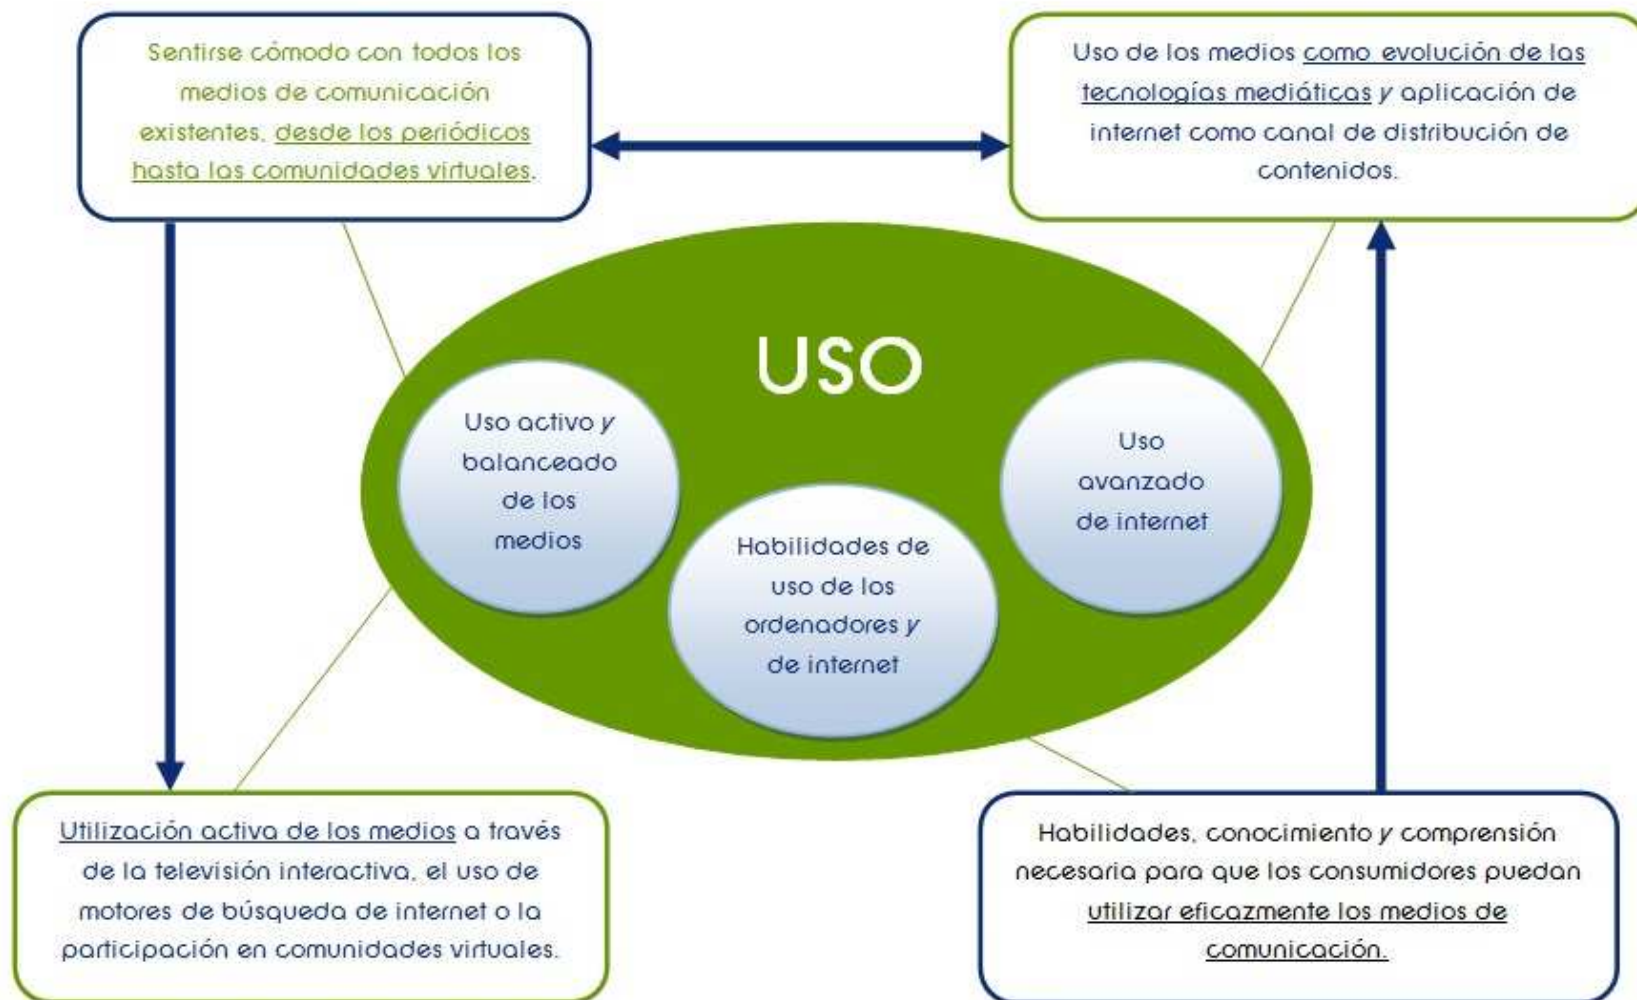 Sentirse cómodo con todos los
medios de comunicación
existentes, desde los periódicos
hasta las comunidades virtuales.
Uso de los medios como evolución de las
tecnologías mediáticas y aplicación de
internet como canal de distribución de
contenidos.
USO
Uso activo y
balanceado
de los
medios
Habilidades de
uso de los
ordenadores y
de internet
Uso
avanzado
de internet
Utilización activa de los medios a través
de la televisión interactiva, el uso de
motores de búsqueda de internet o la
participación en comunidades virtuales.
Habilidades, conocimiento y comprensión
necesaria para que los consumidores puedan
utilizar eficazmente los medios de
comunicación.